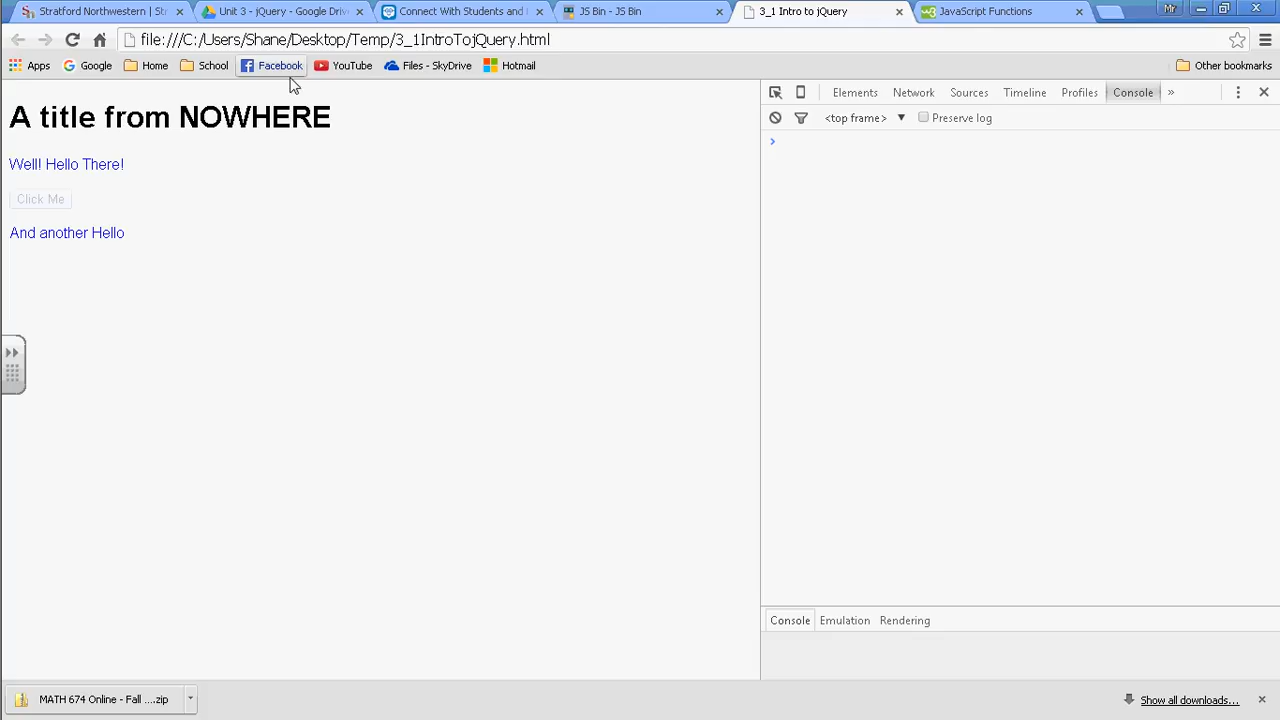 Stratford Northwestern | St
Unit 3 - jQuery - Google Driv
Connect With Students and
JS Bin - JS Bin
3_1 Intro to jQuery
JavaScript Functions
Mr
file:///C:/Users/Shane/Desktop/Temp/3_1IntroTojQuery.html
Apps
Google
Home
School
Facebook
YouTube
Files - SkyDrive
Hotmail
Other bookmarks
A title from NOWHERE
Well! Hello There!
Click Me
And another Hello
Elements Network Sources Timeline Profiles Console »
<top frame> ▼ Preserve log
Console Emulation Rendering
MATH 674 Online - Fall ....zip
Show all downloads...